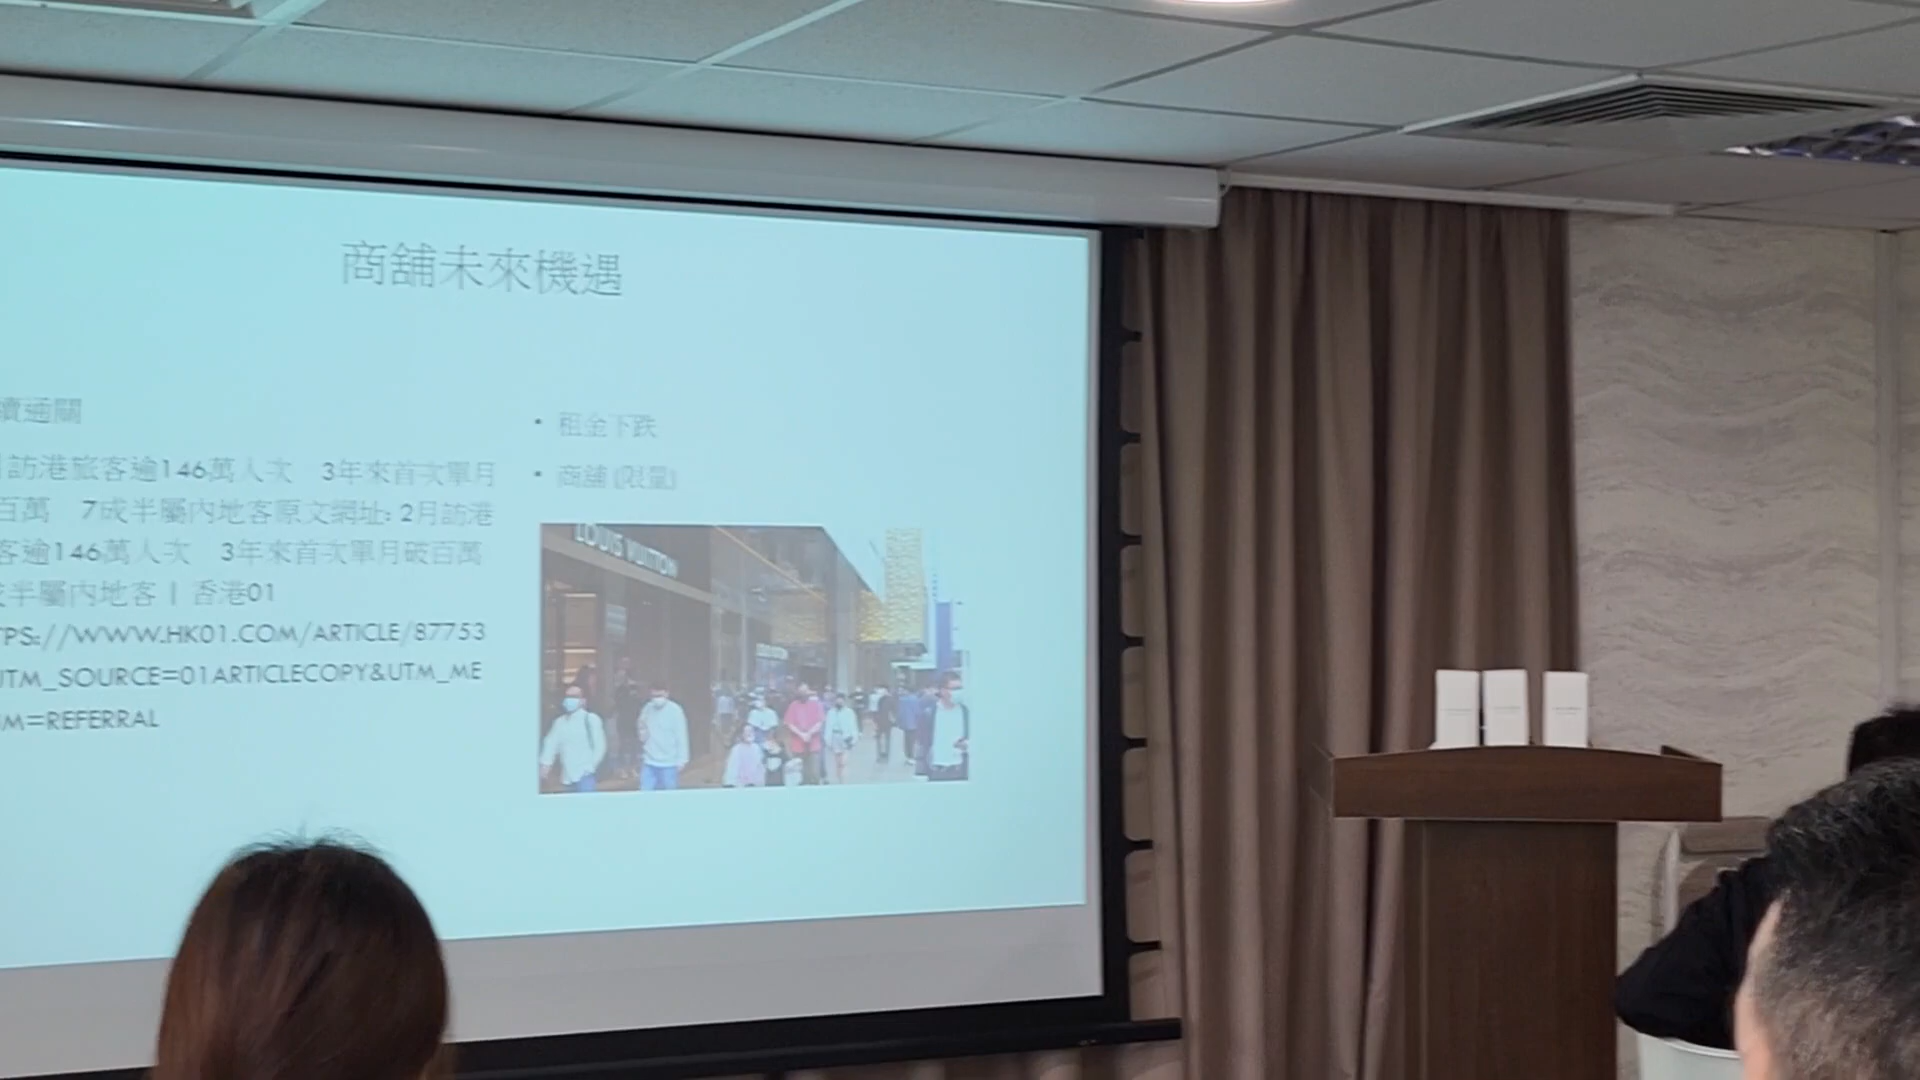 商舖未來機遇
續通關
訪港旅客逾146萬人次 3年來首次單月
百萬 7成半屬內地客原文網址: 2月訪港
客逾146萬人次 3年來首次單月破百萬
半屬內地客 | 香港01
TPS://WWW.HK01.COM/ARTICLE/87753
UTM_SOURCE=01ARTICLECOPY&UTM_ME
UM=REFERRAL
• 租金下跌
• 商舖 (限量)
LOUIS VUITTON